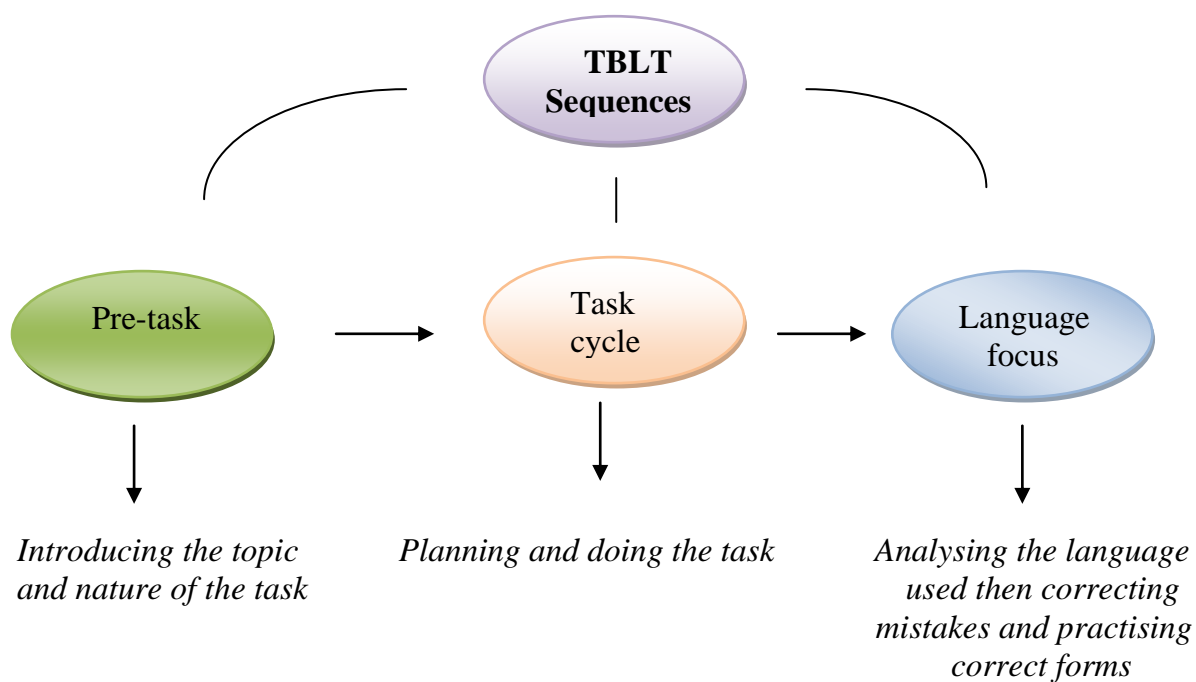 TBLT
Sequences
Pre-task
Task
cycle
Language
focus
Introducing the topic
and nature of the task
Planning and doing the task
Analysing the language
used then correcting
mistakes and practising
correct forms